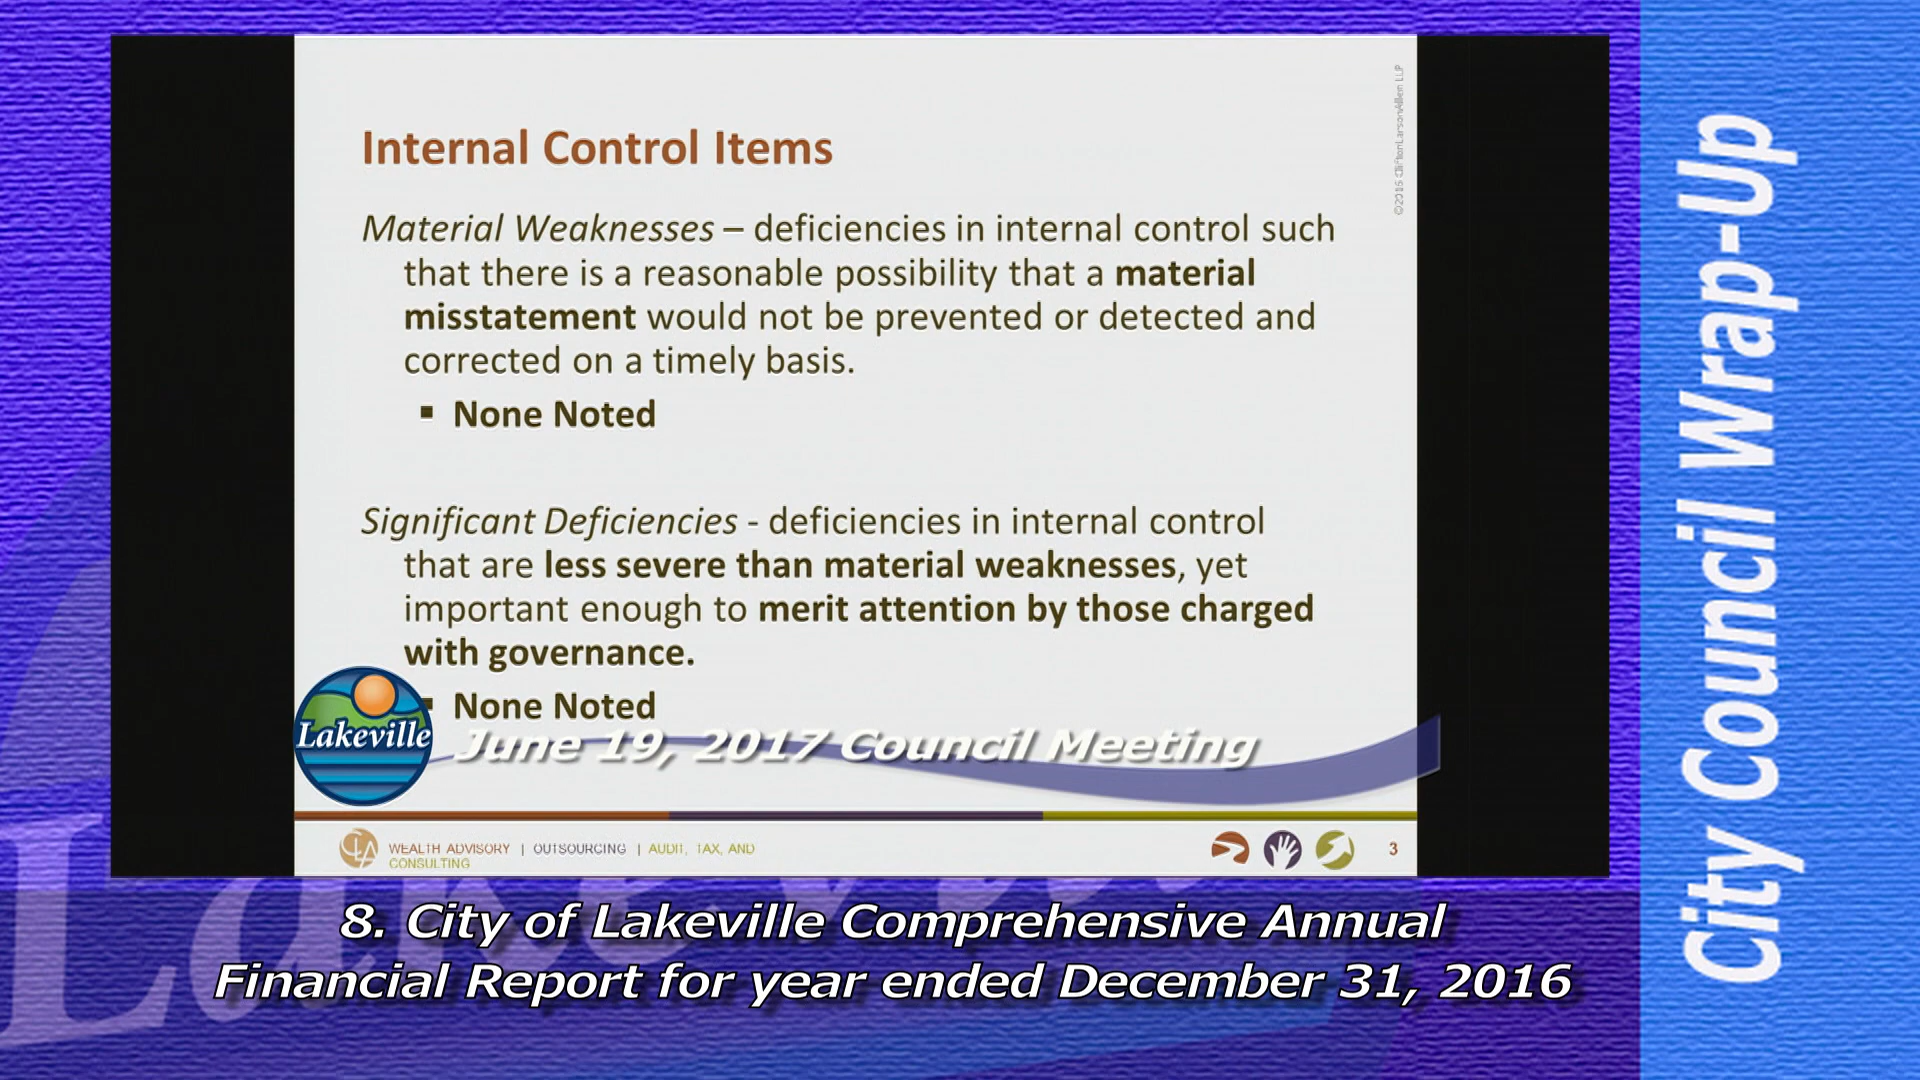 ©2016 CliftonLarsonAllen LLP
Internal Control Items
Material Weaknesses – deficiencies in internal control such
that there is a reasonable possibility that a material
misstatement would not be prevented or detected and
corrected on a timely basis.
▪ None Noted
Significant Deficiencies - deficiencies in internal control
that are less severe than material weaknesses, yet
important enough to merit attention by those charged
with governance.
▪ None Noted
Lakeville
June 19, 2017 Council Meeting
CLA
WEALTH ADVISORY | OUTSOURCING | AUDIT, TAX, AND
CONSULTING
3
8. City of Lakeville Comprehensive Annual
Financial Report for year ended December 31, 2016
City Council Wrap-Up